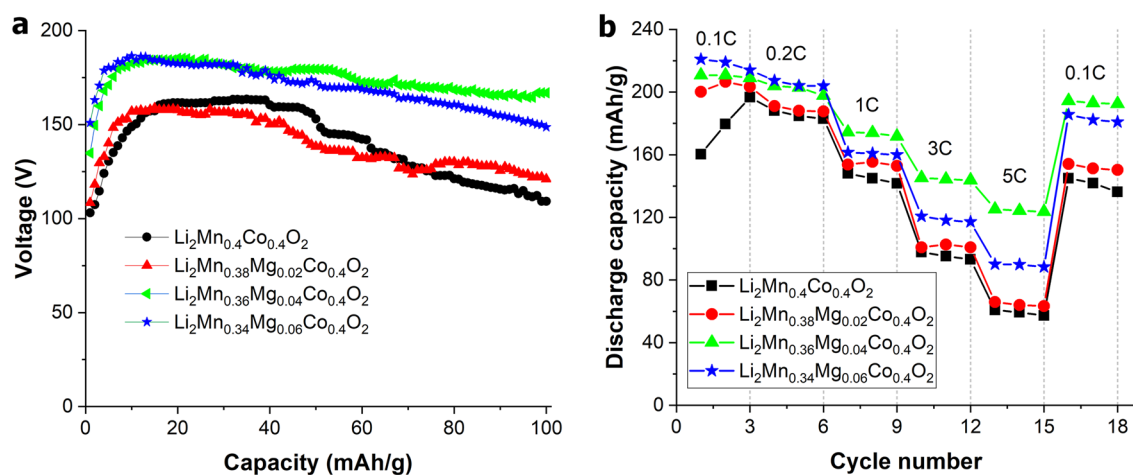 a
Voltage (V)
200
150
100
50
0
0 20 40 60 80 100
Capacity (mAh/g)
Li₂Mn₀.₄Co₀.₄O₂
Li₂Mn₀.₃₈Mg₀.₀₂Co₀.₄O₂
Li₂Mn₀.₃₆Mg₀.₀₄Co₀.₄O₂
Li₂Mn₀.₃₄Mg₀.₀₆Co₀.₄O₂
b
Discharge capacity (mAh/g)
240
200
160
120
80
40
0
0 3 6 9 12 15 18
Cycle number
0.1C
0.2C
1C
3C
5C
0.1C
Li₂Mn₀.₄Co₀.₄O₂
Li₂Mn₀.₃₈Mg₀.₀₂Co₀.₄O₂
Li₂Mn₀.₃₆Mg₀.₀₄Co₀.₄O₂
Li₂Mn₀.₃₄Mg₀.₀₆Co₀.₄O₂